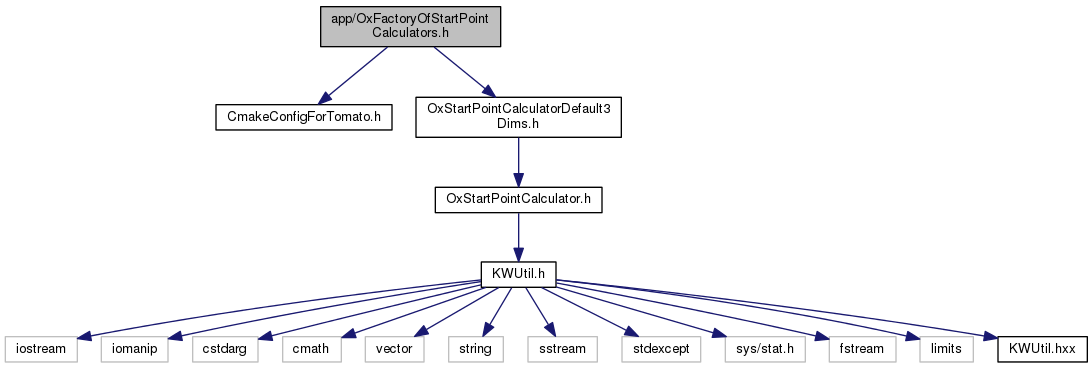 app/OxFactoryOfStartPoint
Calculators.h
CmakeConfigForTomato.h
OxStartPointCalculatorDefault3
Dims.h
OxStartPointCalculator.h
KWUtil.h
iostream
iomanip
cstdarg
cmath
vector
string
sstream
stdexcept
sys/stat.h
fstream
limits
KWUtil.hxx